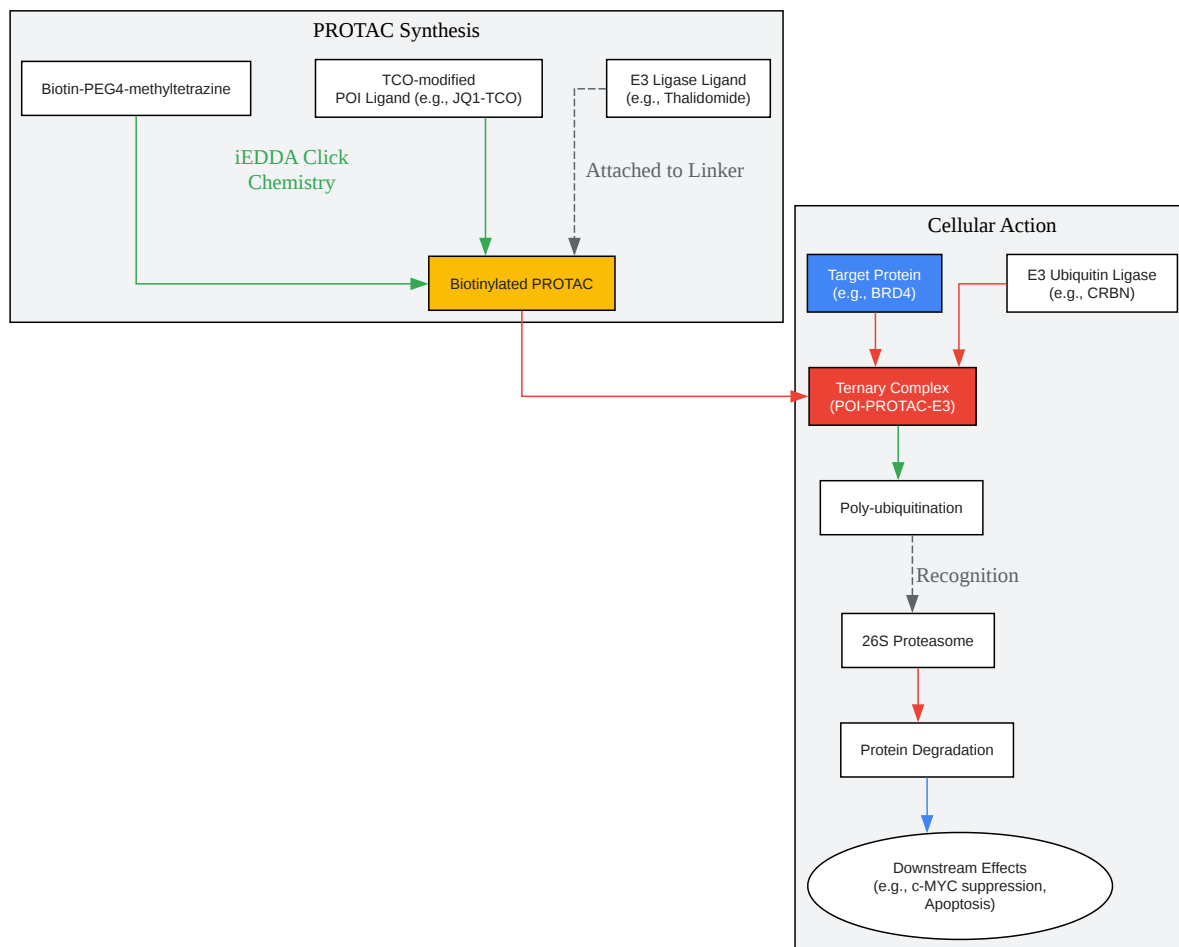 PROTAC Synthesis
Biotin-PEG4-methyltetrazine
TCO-modified
POI Ligand (e.g., JQ1-TCO)
E3 Ligase Ligand
(e.g., Thalidomide)
iEDDA Click
Chemistry
Attached to Linker
Biotinylated PROTAC
Cellular Action
Target Protein
(e.g., BRD4)
E3 Ubiquitin Ligase
(e.g., CRBN)
Ternary Complex
(POI-PROTAC-E3)
Poly-ubiquitination
Recognition
26S Proteasome
Protein Degradation
Downstream Effects
(e.g., c-MYC suppression,
Apoptosis)